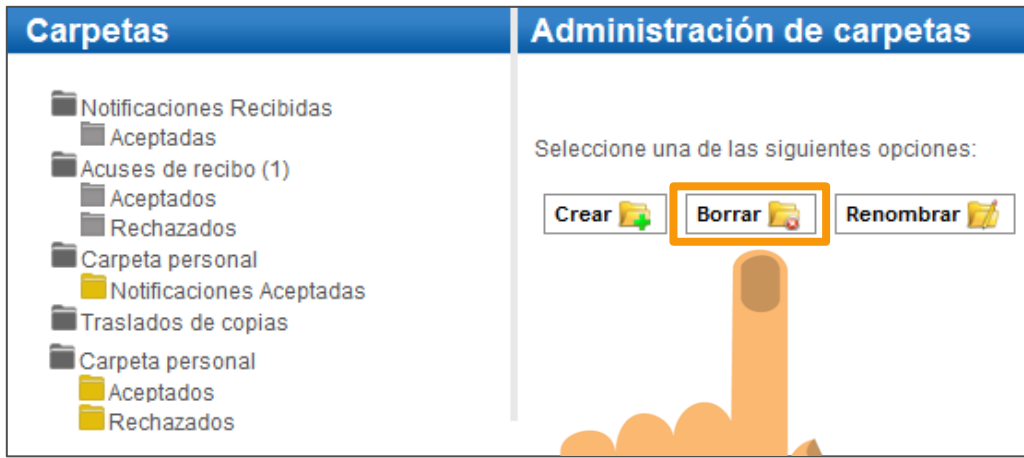 Carpetas
Notificaciones Recibidas
Aceptadas
Acuses de recibo (1)
Aceptados
Rechazados
Carpeta personal
Notificaciones Aceptadas
Traslados de copias
Carpeta personal
Aceptados
Rechazados
Administración de carpetas
Seleccione una de las siguientes opciones:
Crear Borrar Renombrar